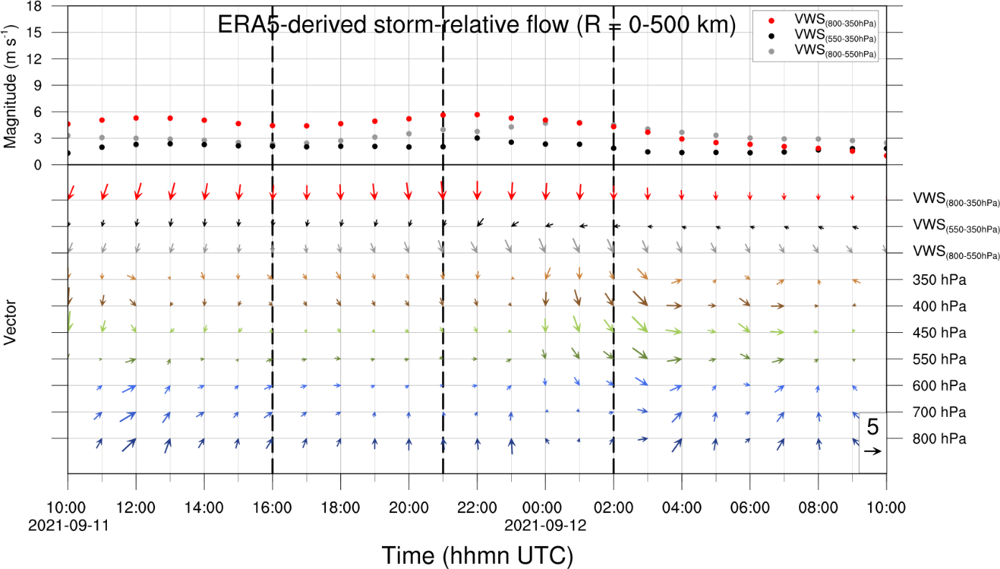 ERA5-derived storm-relative flow (R = 0-500 km)
VWS(800-350hPa)
VWS(550-350hPa)
VWS(800-550hPa)
Magnitude (m s-1)
18
15
12
9
6
3
0
Vector
VWS(800-350hPa)
VWS(550-350hPa)
VWS(800-550hPa)
350 hPa
400 hPa
450 hPa
550 hPa
600 hPa
700 hPa
800 hPa
5
10:00 12:00 14:00 16:00 18:00 20:00 22:00 00:00 02:00 04:00 06:00 08:00 10:00
2021-09-11 2021-09-12
Time (hhmn UTC)